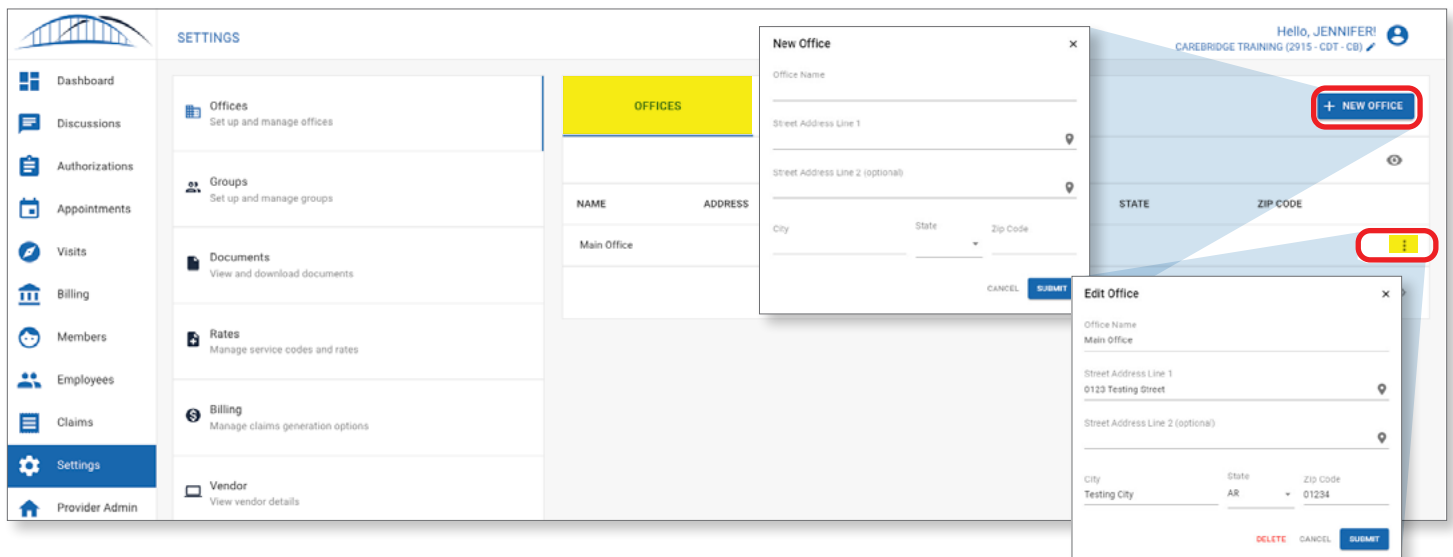 SETTINGS
Hello, JENNIFER!
CAREBRIDGE TRAINING (2915 - CDT - CB)
Dashboard
Discussions
Authorizations
Appointments
Visits
Billing
Members
Employees
Claims
Settings
Provider Admin
Offices
Set up and manage offices
Groups
Set up and manage groups
Documents
View and download documents
Rates
Manage service codes and rates
Billing
Manage claims generation options
Vendor
View vendor details
OFFICES
+ NEW OFFICE
NAME ADDRESS STATE ZIP CODE
Main Office
New Office ×
Office Name
Street Address Line 1
Street Address Line 2 (optional)
City State Zip Code
CANCEL SUBMIT
Edit Office ×
Office Name
Main Office
Street Address Line 1
0123 Testing Street
Street Address Line 2 (optional)
City State Zip Code
Testing City AR 01234
DELETE CANCEL SUBMIT